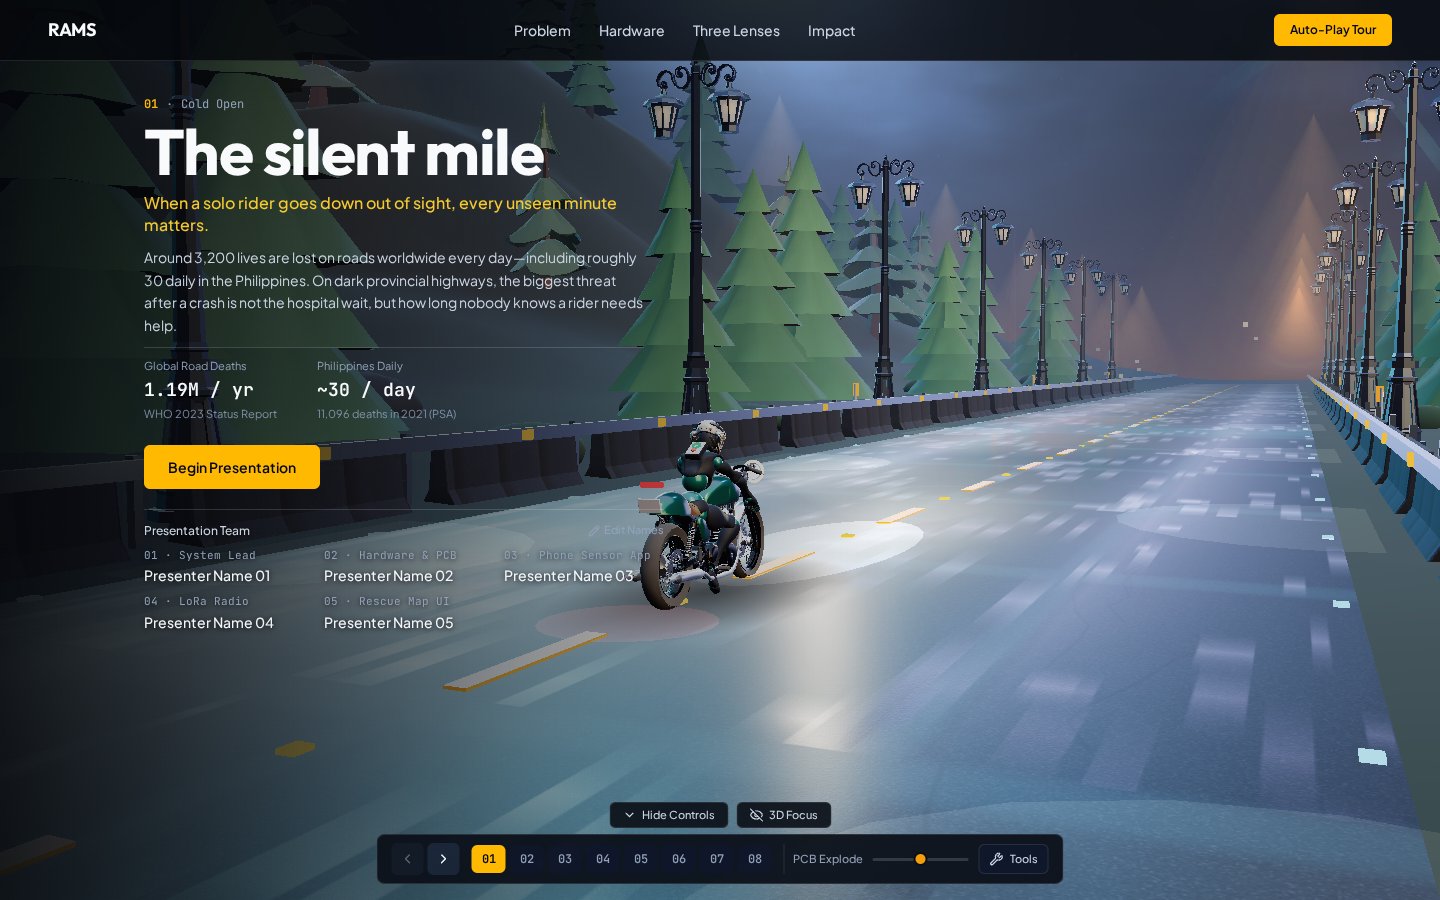 RAMS
Problem
Hardware
Three Lenses
Impact
Auto-Play Tour
01 · Cold Open
The silent mile
When a solo rider goes down out of sight, every unseen minute
matters.
Around 3,200 lives are lost on roads worldwide every day—including roughly
30 daily in the Philippines. On dark provincial highways, the biggest threat
after a crash is not the hospital wait, but how long nobody knows a rider needs
help.
Global Road Deaths
Philippines Daily
1.19M / yr
~30 / day
WHO 2023 Status Report
11,096 deaths in 2021 (PSA)
Begin Presentation
Presentation Team
Edit Names
01 · System Lead
02 · Hardware & PCB
03 · Phone Sensor App
Presenter Name 01
Presenter Name 02
Presenter Name 03
04 · LoRa Radio
05 · Rescue Map UI
Presenter Name 04
Presenter Name 05
Hide Controls
3D Focus
01
02
03
04
05
06
07
08
PCB Explode
Tools